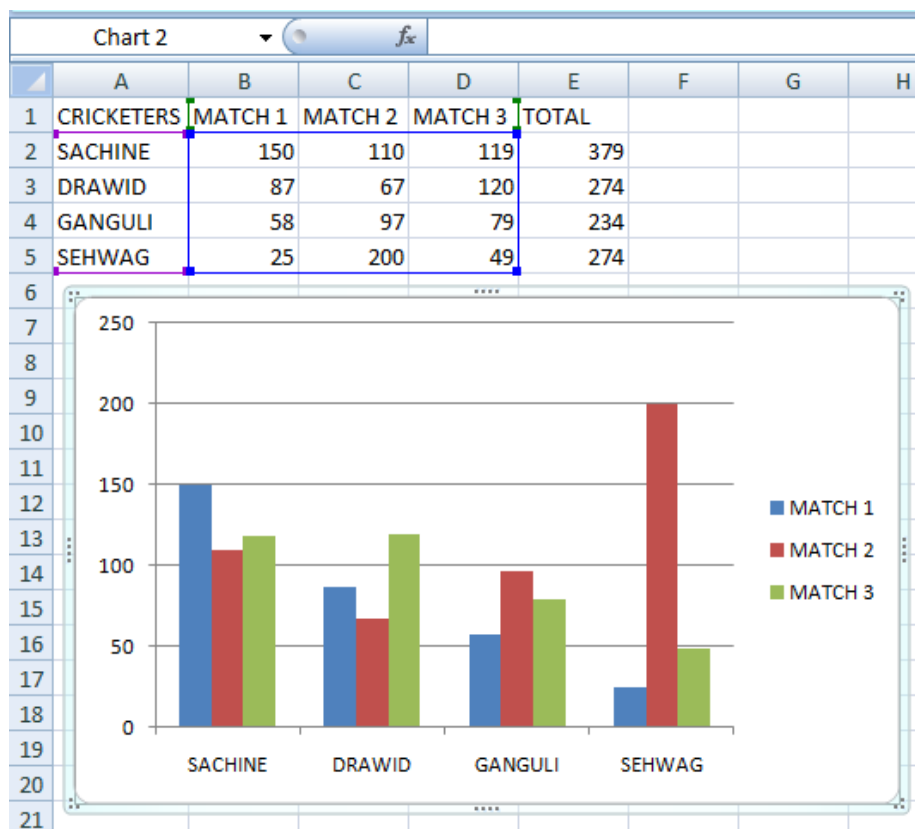 Chart 2 fx
A B C D E F G H
1 CRICKETERS MATCH 1 MATCH 2 MATCH 3 TOTAL
2 SACHINE 150 110 119 379
3 DRAWID 87 67 120 274
4 GANGULI 58 97 79 234
5 SEHWAG 25 200 49 274
6
7
8
9
10
11
12
13
14
15
16
17
18
19
20
21
250
200
150
100
50
0
SACHINE DRAWID GANGULI SEHWAG
MATCH 1
MATCH 2
MATCH 3